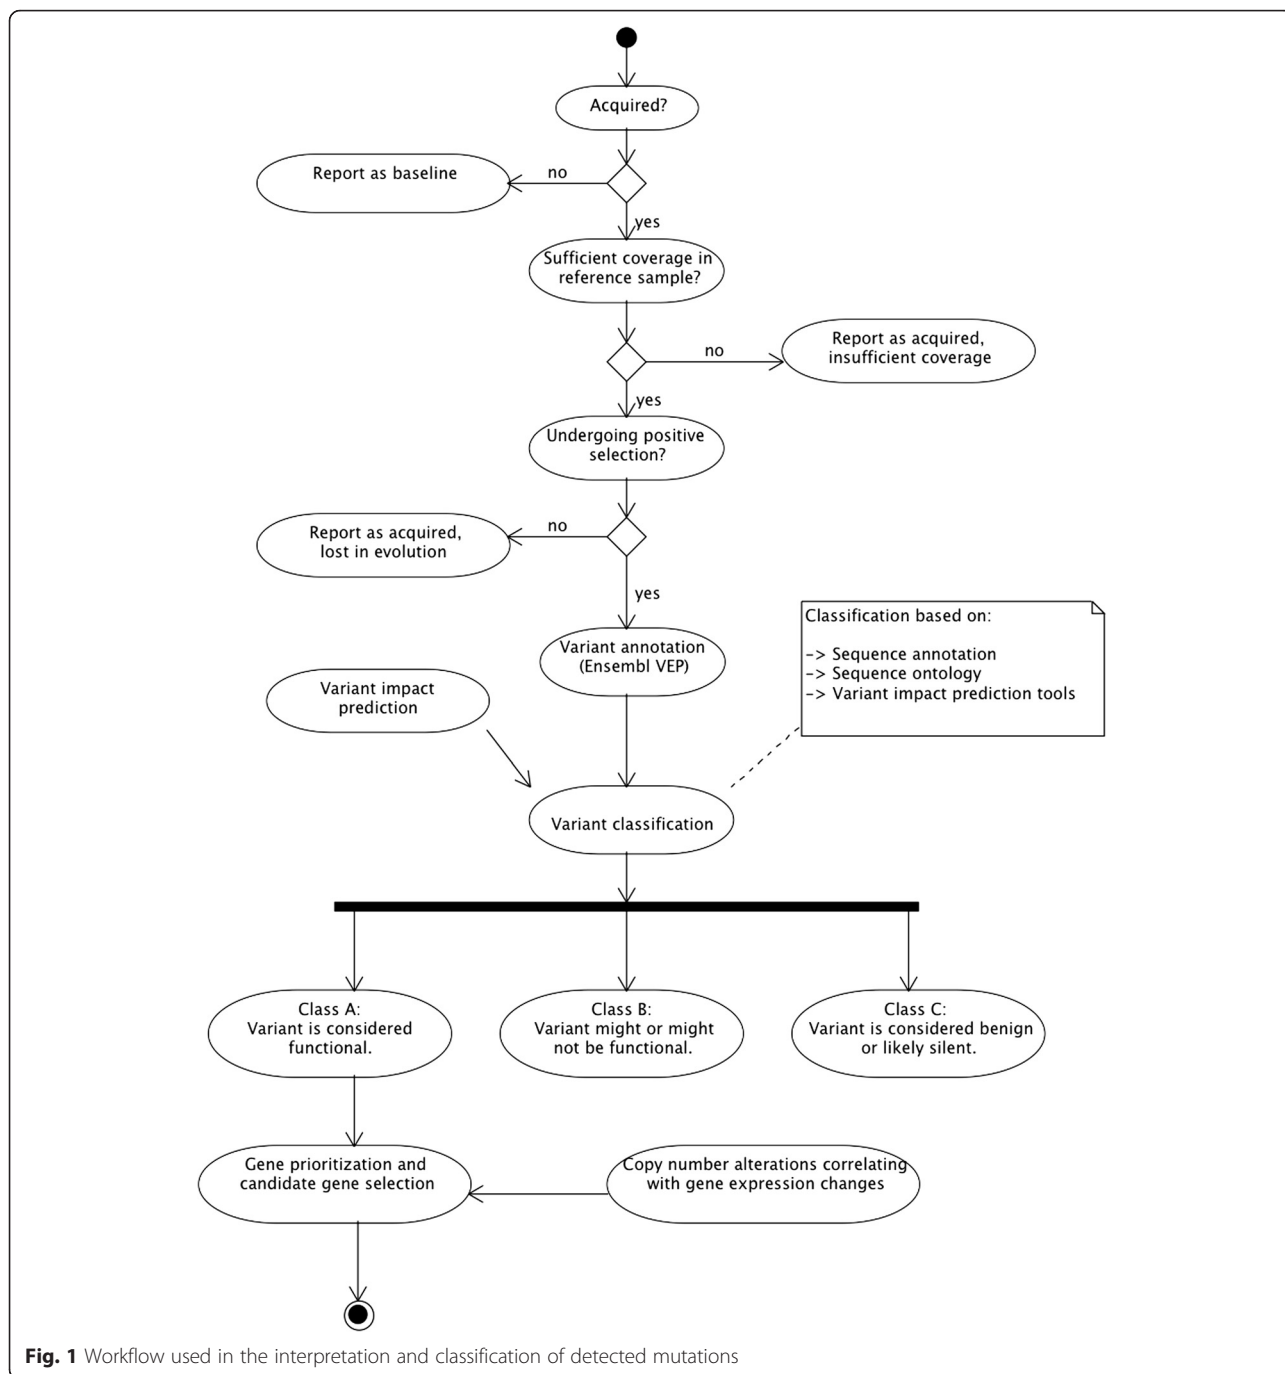 Acquired?
Report as baseline
no
yes
Sufficient coverage in
reference sample?
no
Report as acquired,
insufficient coverage
yes
Undergoing positive
selection?
Report as acquired,
lost in evolution
no
yes
Variant annotation
(Ensembl VEP)
Classification based on:
-> Sequence annotation
-> Sequence ontology
-> Variant impact prediction tools
Variant impact
prediction
Variant classification
Class A:
Variant is considered
functional.
Class B:
Variant might or might
not be functional.
Class C:
Variant is considered benign
or likely silent.
Gene prioritization and
candidate gene selection
Copy number alterations correlating
with gene expression changes
Fig. 1 Workflow used in the interpretation and classification of detected mutations